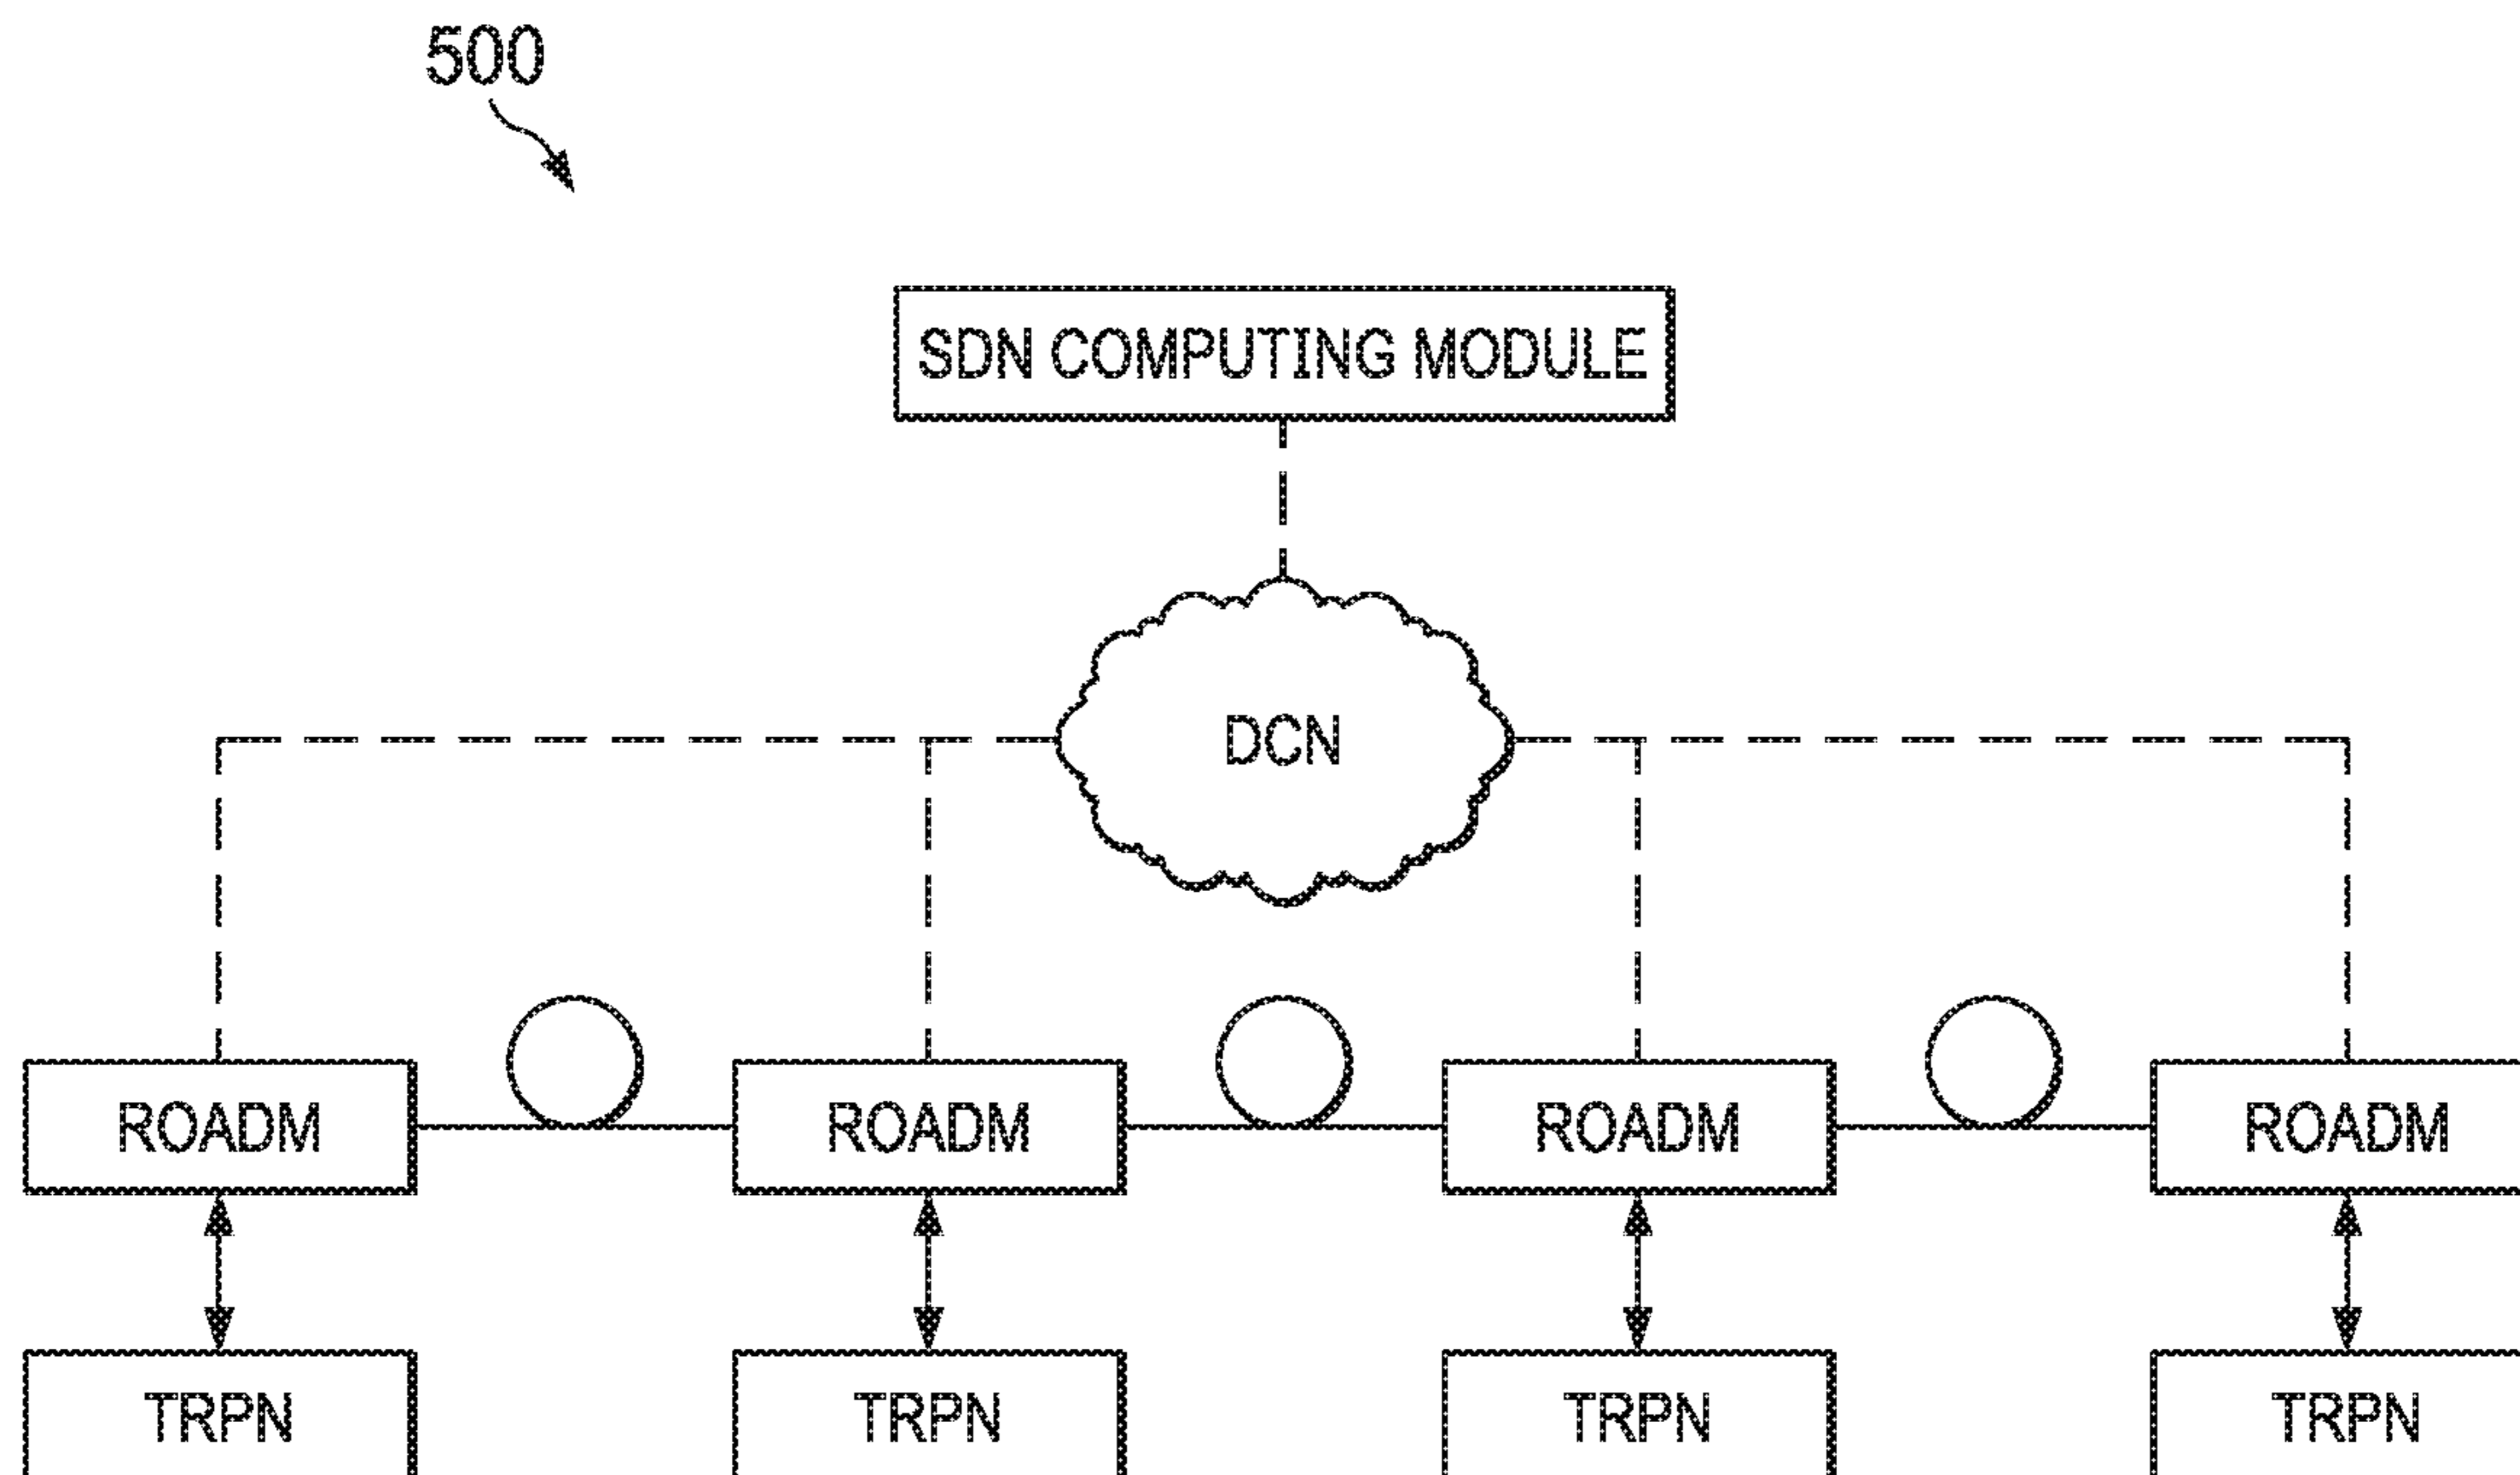 500
SDN COMPUTING MODULE
DCN
ROADM ROADM ROADM ROADM
TRPN TRPN TRPN TRPN